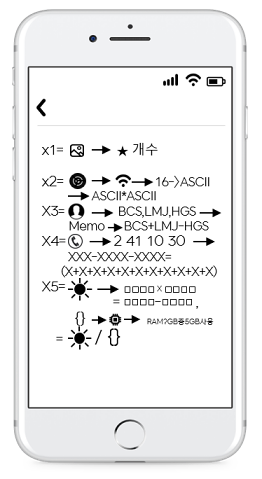 x1= → ★ 개수
x2= → → 16->ASCII
→ ASCII*ASCII
X3= → BCS,LMJ,HGS →
Memo → BCS+LMJ-HGS
X4= → 2 41 10 30 →
XXX-XXXX-XXXX=
(X+X+X+X+X+X+X+X+X+X+X)
X5= → □□□□ x □□□□
= □□□□-□□□□ ,
{} → → RAM?GB중5GB사용
= / {}